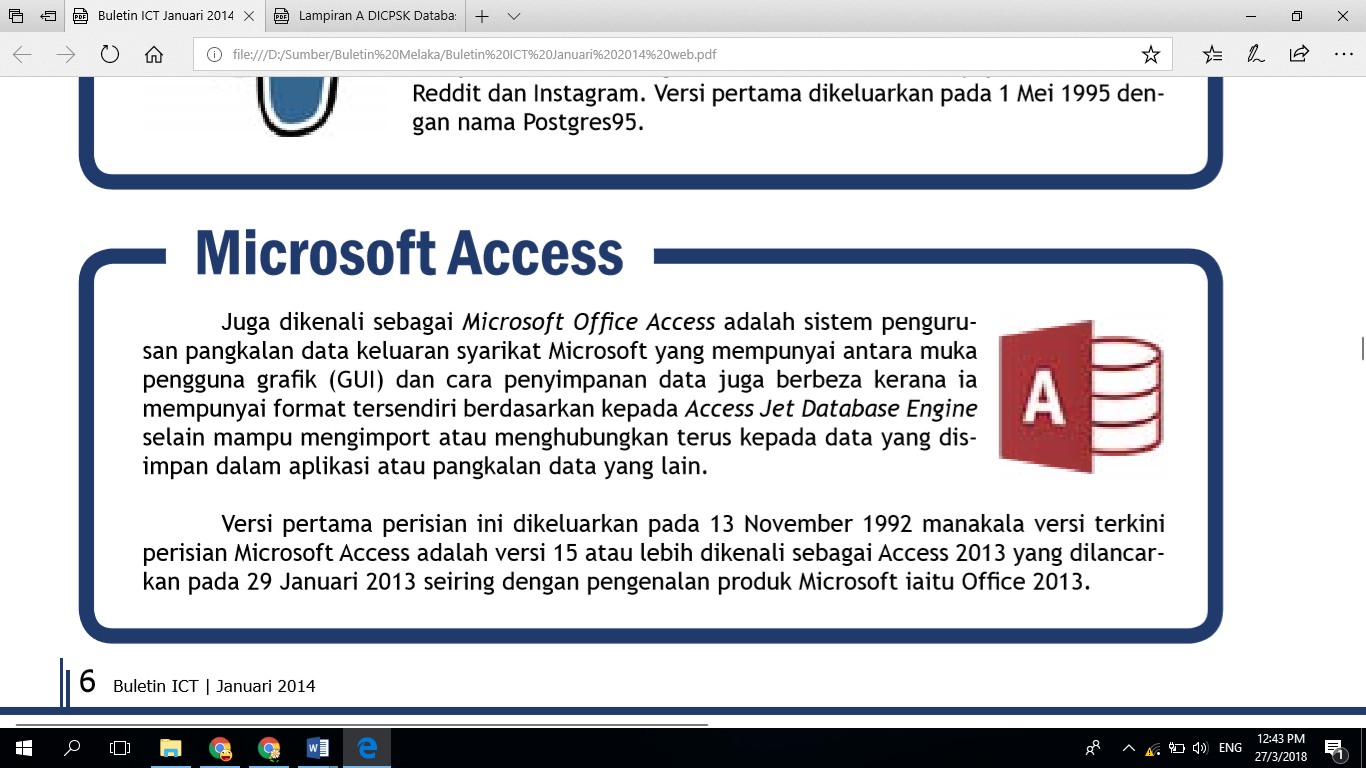 Buletin ICT Januari 2014
Lampiran A DICPSK Databa
file:///D:/Sumber/Buletin%20Melaka/Buletin%20ICT%20Januari%202014%20web.pdf
Reddit dan Instagram. Versi pertama dikeluarkan pada 1 Mei 1995 den-
gan nama Postgres95.
Microsoft Access
Juga dikenali sebagai Microsoft Office Access adalah sistem penguru-
san pangkalan data keluaran syarikat Microsoft yang mempunyai antara muka
pengguna grafik (GUI) dan cara penyimpanan data juga berbeza kerana ia
mempunyai format tersendiri berdasarkan kepada Access Jet Database Engine
selain mampu mengimport atau menghubungkan terus kepada data yang dis-
impan dalam aplikasi atau pangkalan data yang lain.
A
Versi pertama perisian ini dikeluarkan pada 13 November 1992 manakala versi terkini
perisian Microsoft Access adalah versi 15 atau lebih dikenali sebagai Access 2013 yang dilancar-
kan pada 29 Januari 2013 seiring dengan pengenalan produk Microsoft iaitu Office 2013.
6 Buletin ICT | Januari 2014
ENG
12:43 PM
27/3/2018
1